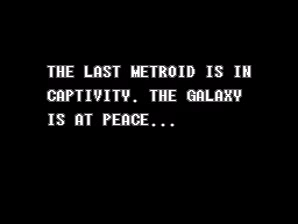 THE LAST METROID IS IN
CAPTIVITY. THE GALAXY
IS AT PEACE...